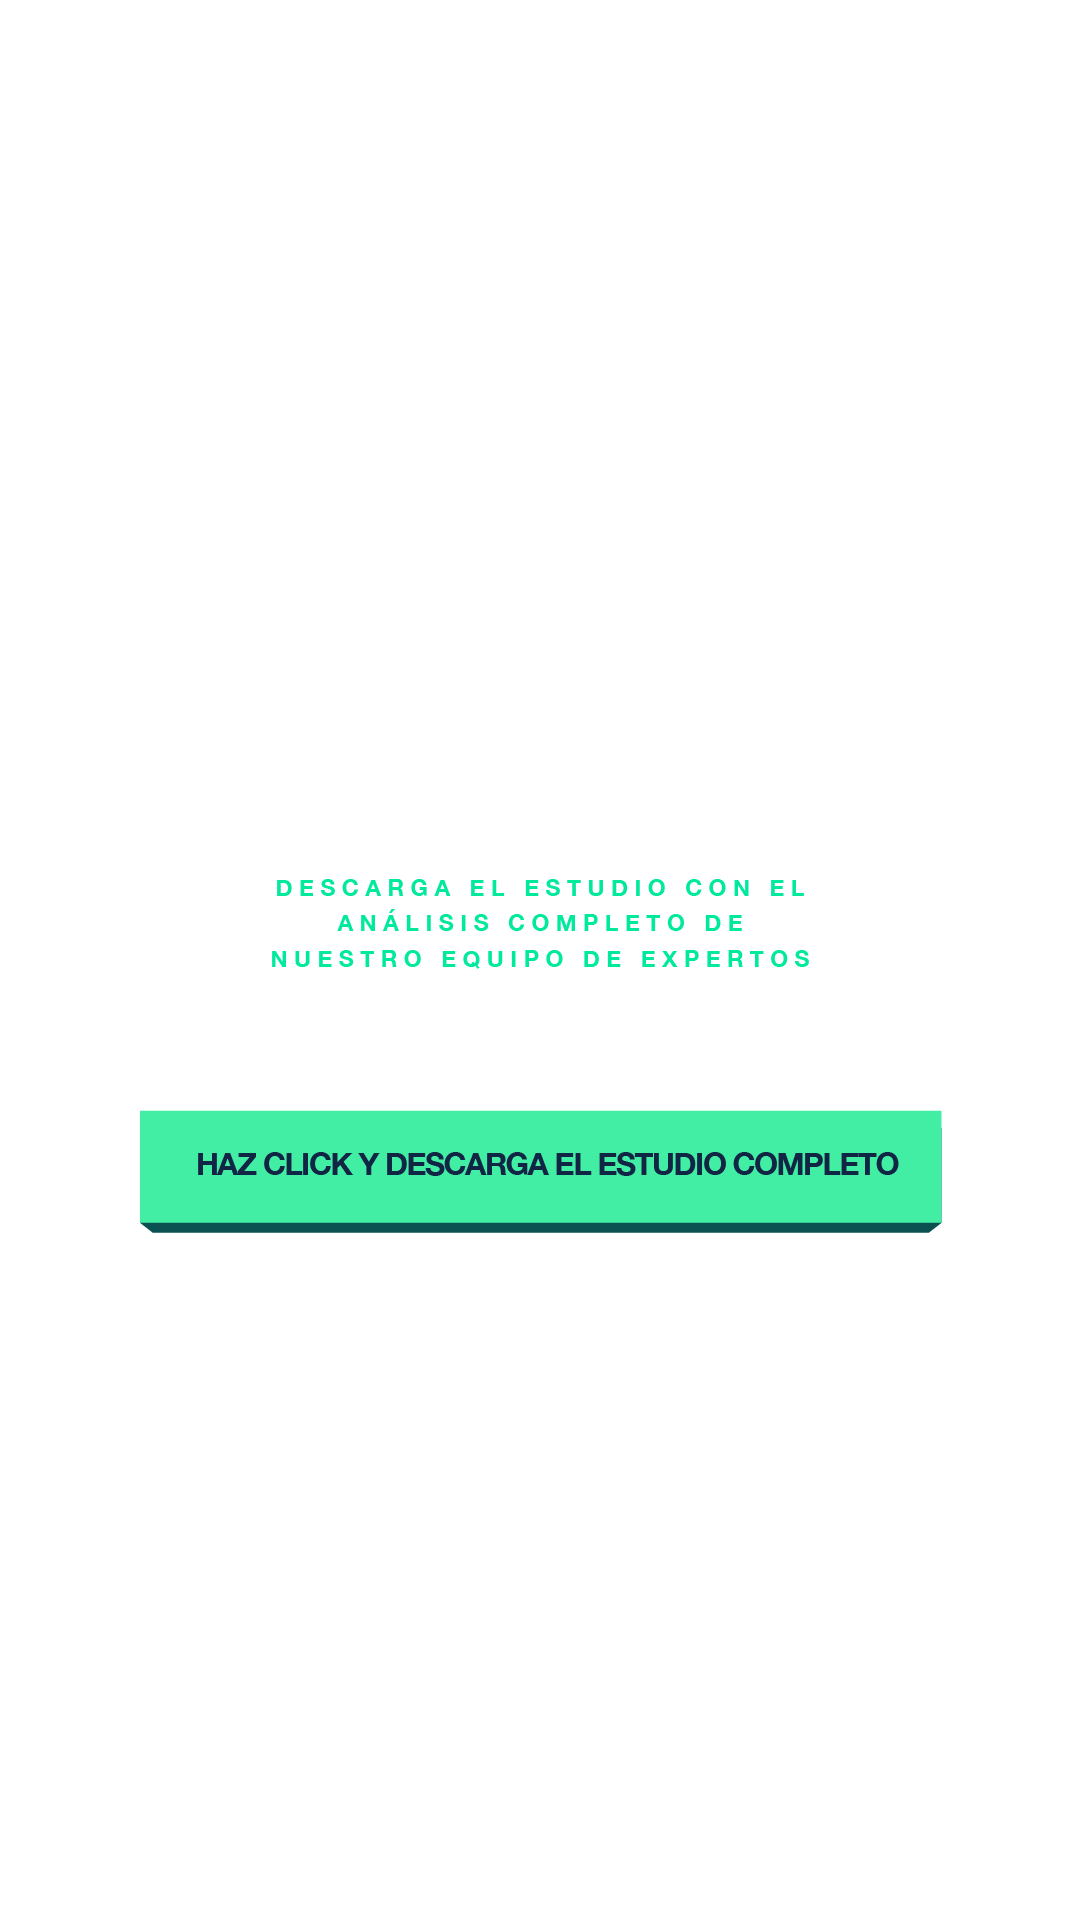 DESCARGA EL ESTUDIO CON EL
ANÁLISIS COMPLETO DE
NUESTRO EQUIPO DE EXPERTOS
HAZ CLICK Y DESCARGA EL ESTUDIO COMPLETO